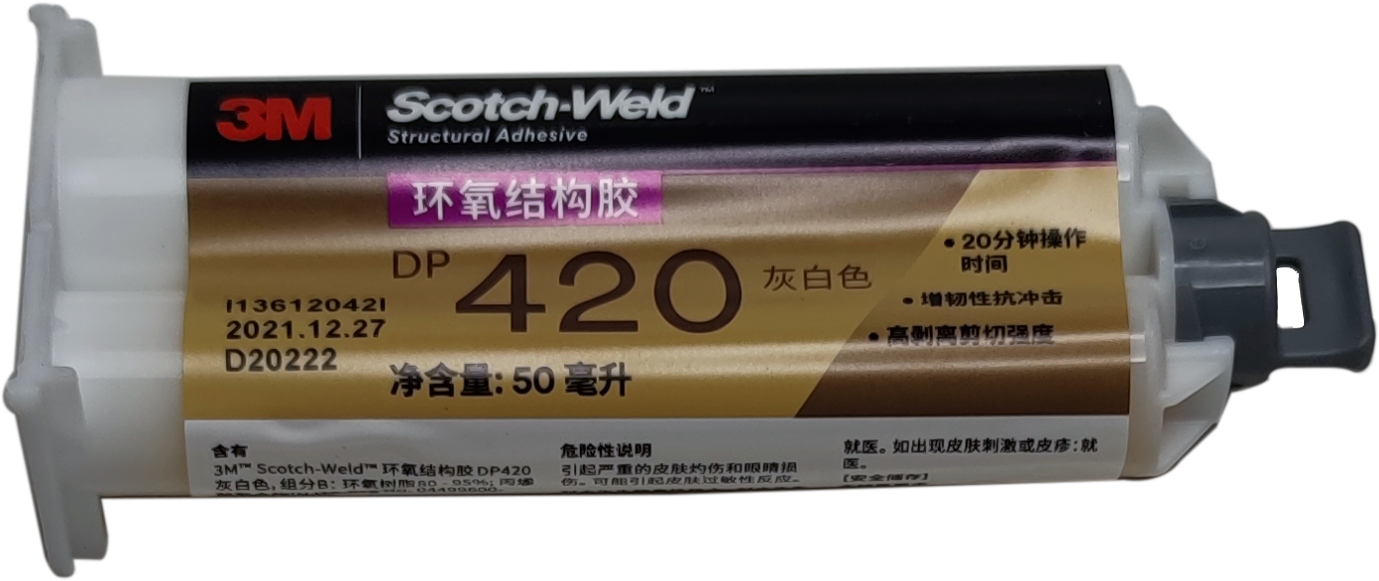 3M
Scotch-Weld™
Structural Adhesive
环氧结构胶
DP 420 灰白色
• 20分钟操作
时间
• 增韧性抗冲击
• 高剥离剪切强度
I13612042I
2021.12.27
D20222
净含量: 50 毫升
含有
3M™ Scotch-Weld™ 环氧结构胶 DP420
灰白色, 组分B: 环氧树脂80 - 95%; 丙烯
危险性说明
引起严重的皮肤灼伤和眼睛损
伤。可能引起皮肤过敏性反应。
就医。如出现皮肤刺激或皮疹: 就
医。
[安全储存]